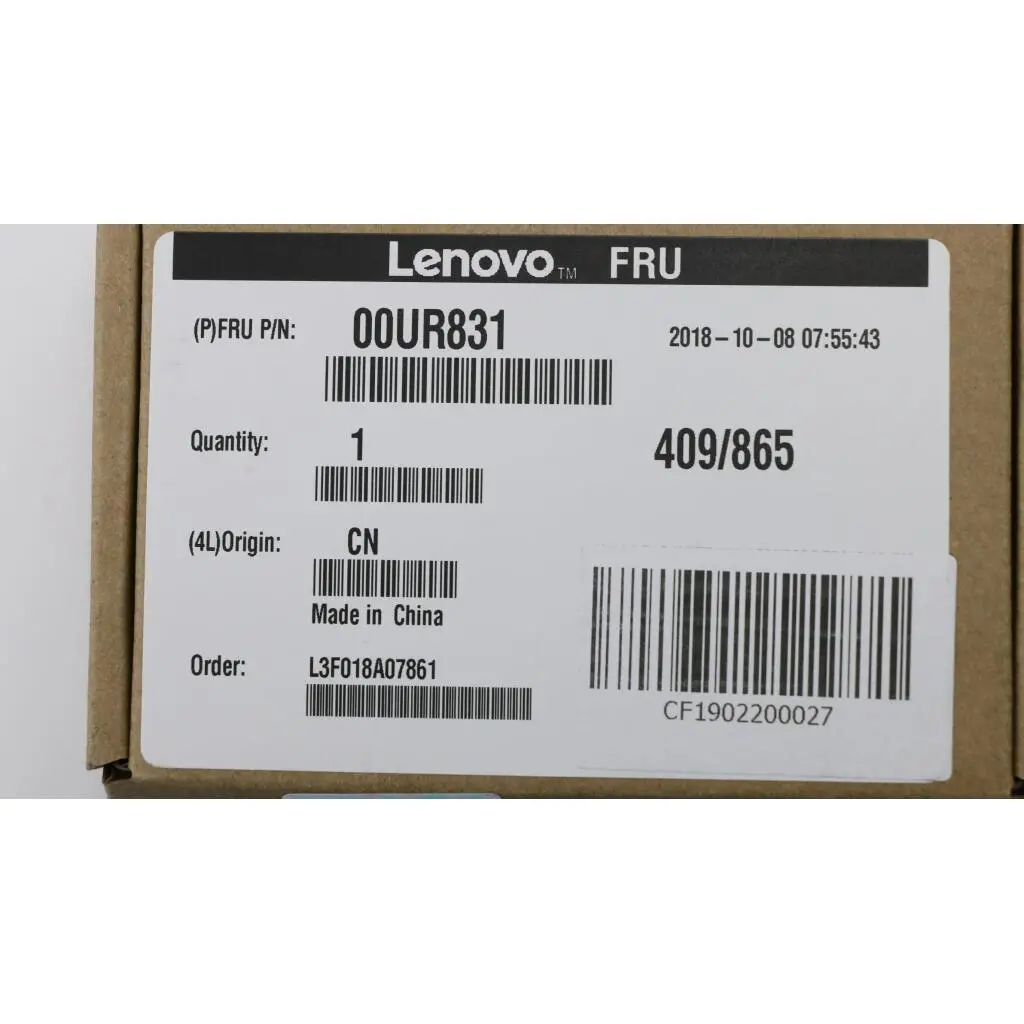 Lenovo™ FRU
(P)FRU P/N: 00UR831 2018-10-08 07:55:43
Quantity: 1 409/865
(4L)Origin: CN
Made in China
Order: L3F018A07861
CF1902200027